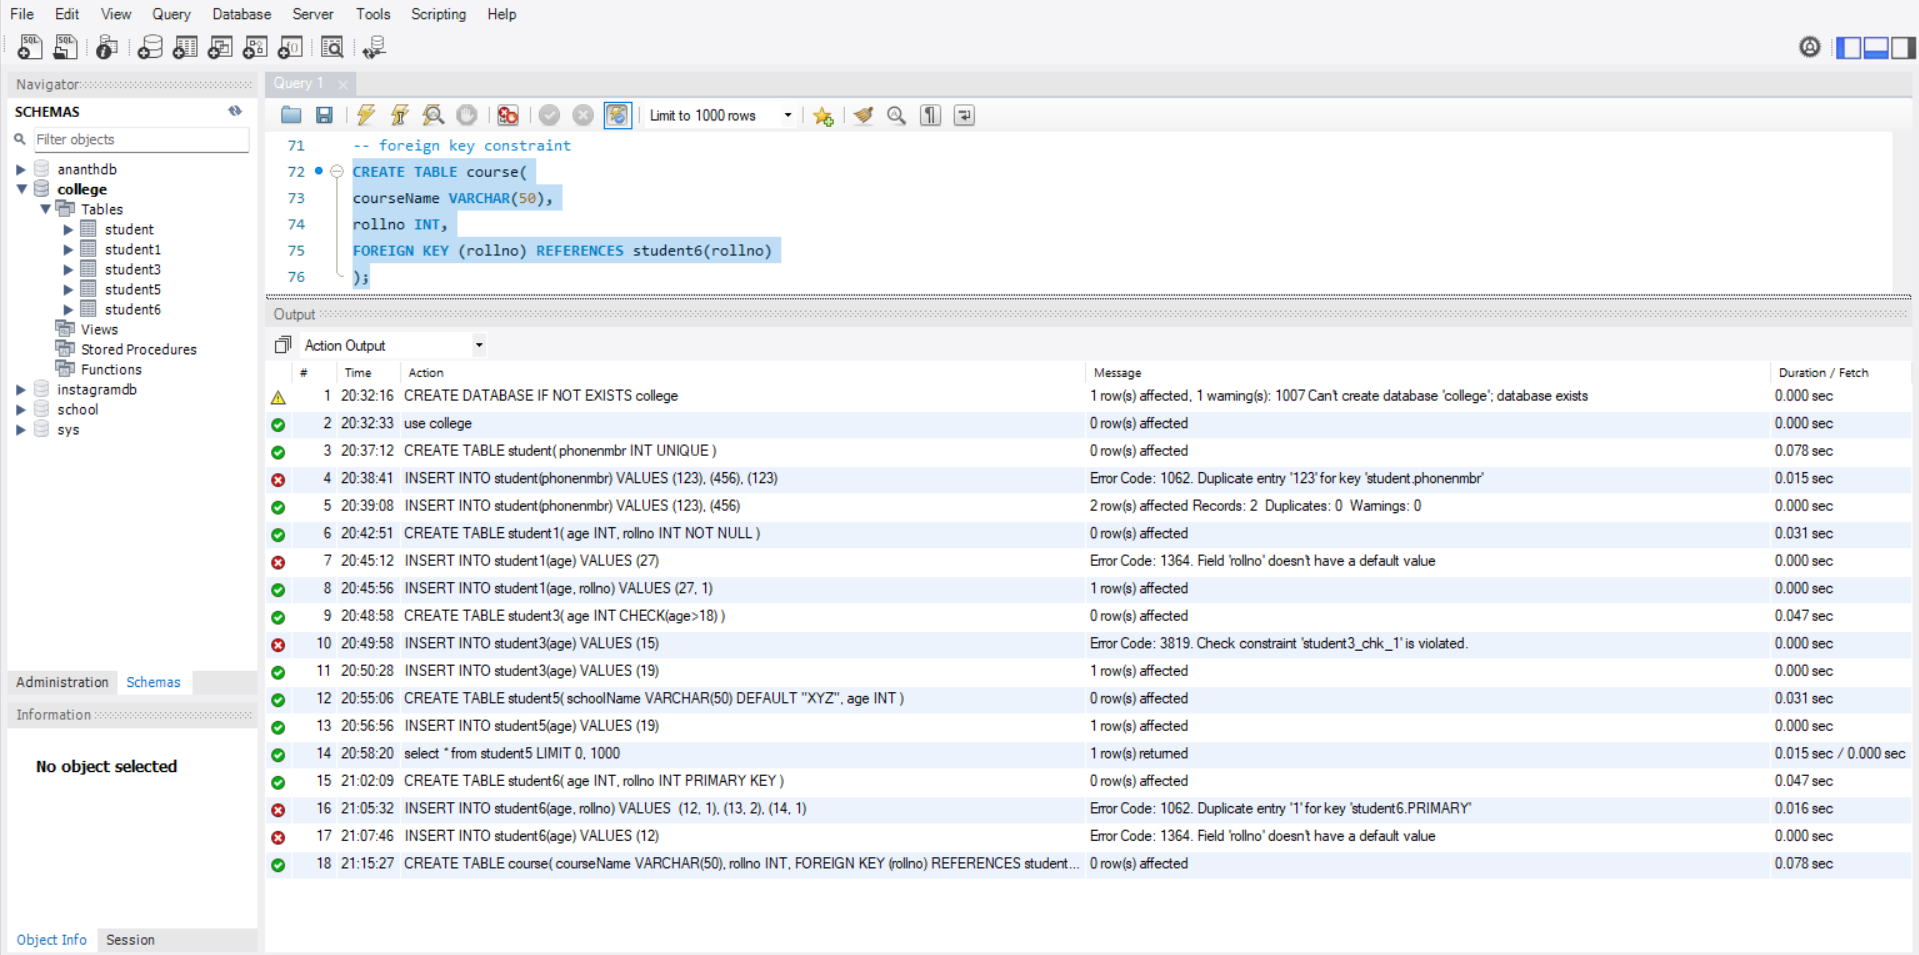 File Edit View Query Database Server Tools Scripting Help
Navigator
SCHEMAS
Filter objects
ananthdb
college
Tables
student
student1
student3
student5
student6
Views
Stored Procedures
Functions
instagramdb
school
sys
Administration Schemas
Information
No object selected
Object Info Session
Query 1
Limit to 1000 rows
71 -- foreign key constraint
72 CREATE TABLE course(
73 courseName VARCHAR(50),
74 rollno INT,
75 FOREIGN KEY (rollno) REFERENCES student6(rollno)
76 );
Output
Action Output
# Time Action Message Duration / Fetch
1 20:32:16 CREATE DATABASE IF NOT EXISTS college 1 row(s) affected, 1 warning(s): 1007 Can't create database 'college'; database exists 0.000 sec
2 20:32:33 use college 0 row(s) affected 0.000 sec
3 20:37:12 CREATE TABLE student( phonenmbr INT UNIQUE ) 0 row(s) affected 0.078 sec
4 20:38:41 INSERT INTO student(phonenmbr) VALUES (123), (456), (123) Error Code: 1062. Duplicate entry '123' for key 'student.phonenmbr' 0.015 sec
5 20:39:08 INSERT INTO student(phonenmbr) VALUES (123), (456) 2 row(s) affected Records: 2 Duplicates: 0 Warnings: 0 0.000 sec
6 20:42:51 CREATE TABLE student1( age INT, rollno INT NOT NULL ) 0 row(s) affected 0.031 sec
7 20:45:12 INSERT INTO student1(age) VALUES (27) Error Code: 1364. Field 'rollno' doesn't have a default value 0.000 sec
8 20:45:56 INSERT INTO student1(age, rollno) VALUES (27, 1) 1 row(s) affected 0.000 sec
9 20:48:58 CREATE TABLE student3( age INT CHECK(age>18) ) 0 row(s) affected 0.047 sec
10 20:49:58 INSERT INTO student3(age) VALUES (15) Error Code: 3819. Check constraint 'student3_chk_1' is violated. 0.000 sec
11 20:50:28 INSERT INTO student3(age) VALUES (19) 1 row(s) affected 0.000 sec
12 20:55:06 CREATE TABLE student5( schoolName VARCHAR(50) DEFAULT "XYZ", age INT ) 0 row(s) affected 0.031 sec
13 20:56:56 INSERT INTO student5(age) VALUES (19) 1 row(s) affected 0.000 sec
14 20:58:20 select * from student5 LIMIT 0, 1000 1 row(s) returned 0.015 sec / 0.000 sec
15 21:02:09 CREATE TABLE student6( age INT, rollno INT PRIMARY KEY ) 0 row(s) affected 0.047 sec
16 21:05:32 INSERT INTO student6(age, rollno) VALUES (12, 1), (13, 2), (14, 1) Error Code: 1062. Duplicate entry '1' for key 'student6.PRIMARY' 0.016 sec
17 21:07:46 INSERT INTO student6(age) VALUES (12) Error Code: 1364. Field 'rollno' doesn't have a default value 0.000 sec
18 21:15:27 CREATE TABLE course( courseName VARCHAR(50), rollno INT, FOREIGN KEY (rollno) REFERENCES student... 0 row(s) affected 0.078 sec